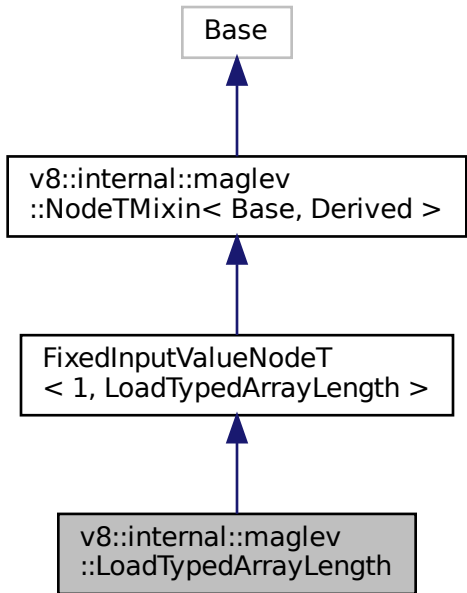 Base
v8::internal::maglev
::NodeTMixin< Base, Derived >
FixedInputValueNodeT
< 1, LoadTypedArrayLength >
v8::internal::maglev
::LoadTypedArrayLength